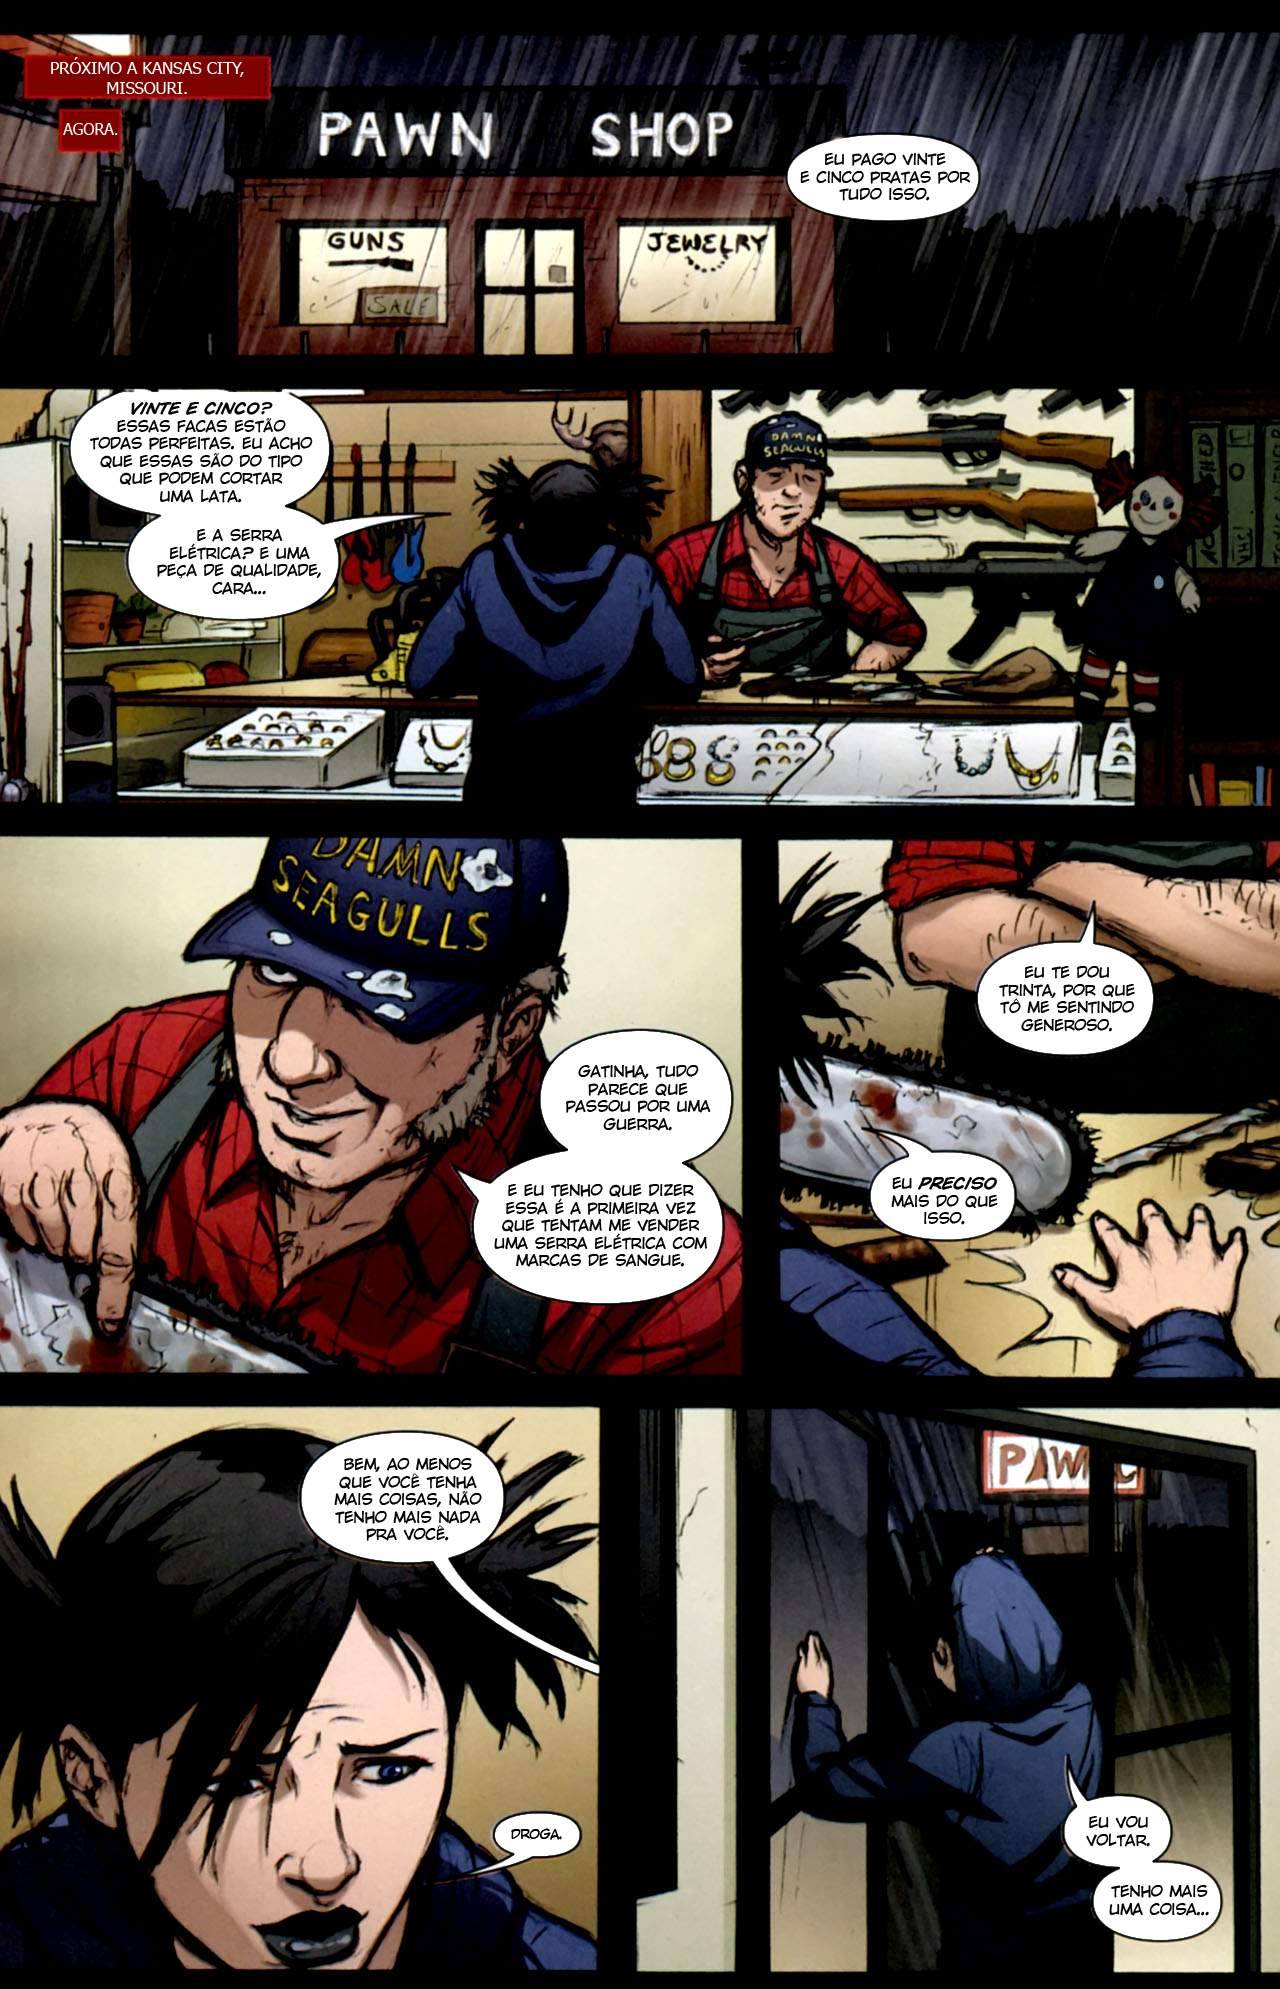 PRÓXIMO A KANSAS CITY,
MISSOURI.
AGORA.
PAWN SHOP
GUNS
SALE
JEWELRY
EU PAGO VINTE
E CINCO PRATAS POR
TUDO ISSO.
VINTE E CINCO?
ESSAS FACAS ESTÃO
TODAS PERFEITAS. EU ACHO
QUE ESSAS SÃO DO TIPO
QUE PODEM CORTAR
UMA LATA.
E A SERRA
ELÉTRICA? E UMA
PEÇA DE QUALIDADE,
CARA...
DAMN
SEAGULLS
DAMN
SEAGULLS
GATINHA, TUDO
PARECE QUE
PASSOU POR UMA
GUERRA.
E EU TENHO QUE DIZER
ESSA É A PRIMEIRA VEZ
QUE TENTAM ME VENDER
UMA SERRA ELÉTRICA COM
MARCAS DE SANGUE.
EU TE DOU
TRINTA, POR QUE
TÔ ME SENTINDO
GENEROSO.
EU PRECISO
MAIS DO QUE
ISSO.
BEM, AO MENOS
QUE VOCÊ TENHA
MAIS COISAS, NÃO
TENHO MAIS NADA
PRA VOCÊ.
DROGA.
PAWN
EU VOU
VOLTAR.
TENHO MAIS
UMA COISA...